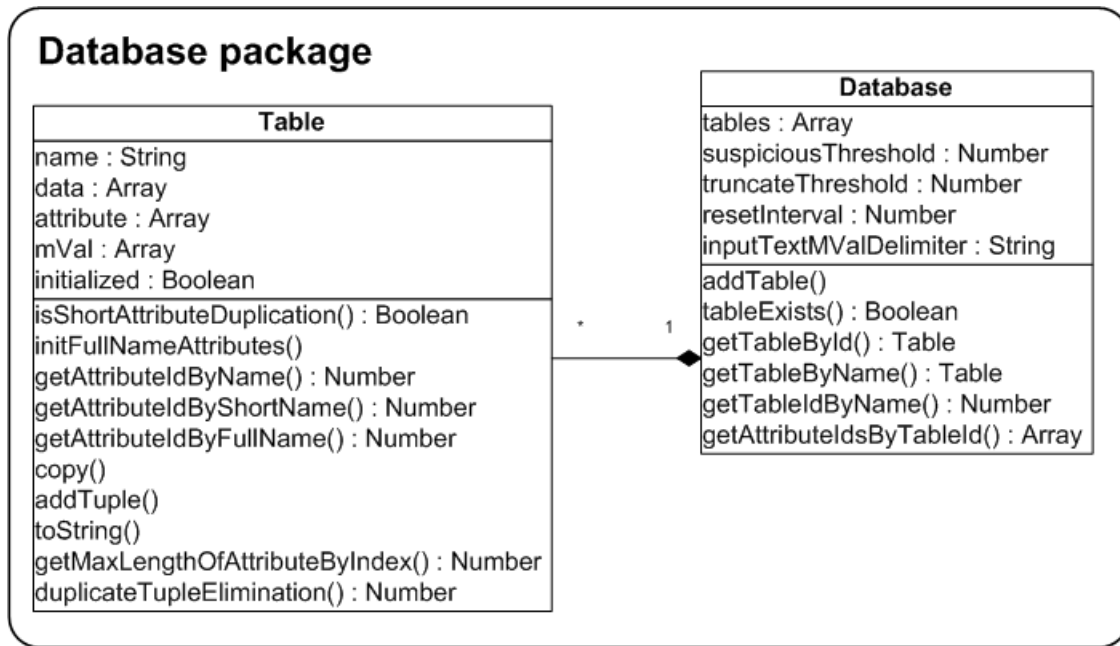 Database package
Table
name : String
data : Array
attribute : Array
mVal : Array
initialized : Boolean
isShortAttributeDuplication() : Boolean
initFullNameAttributes()
getAttributeIdByName() : Number
getAttributeIdByShortName() : Number
getAttributeIdByFullName() : Number
copy()
addTuple()
toString()
getMaxLengthOfAttributeByIndex() : Number
duplicateTupleElimination() : Number
* 1
Database
tables : Array
suspiciousThreshold : Number
truncateThreshold : Number
resetInterval : Number
inputTextMValDelimiter : String
addTable()
tableExists() : Boolean
getTableById() : Table
getTableByName() : Table
getTableIdByName() : Number
getAttributeIdsByTableId() : Array